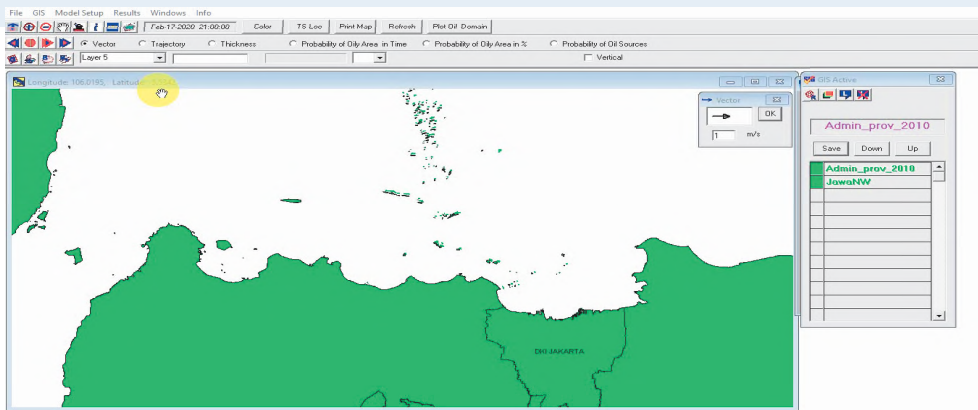 File GIS Model Setup Results Windows Info
Feb-17-2020 21:00:00 Color TS Loc Print Map Refresh Plot Oil Domain
Vector Trajectory Thickness Probability of Oily Area in Time Probability of Oily Area in % Probability of Oil Sources
Layer 5 Vertical
Longitude: 106.0195, Latitude:
Vector
OK
1 m/s
DKI JAKARTA
GIS Active
Admin_prov_2010
Save Down Up
Admin_prov_2010
JawaNW